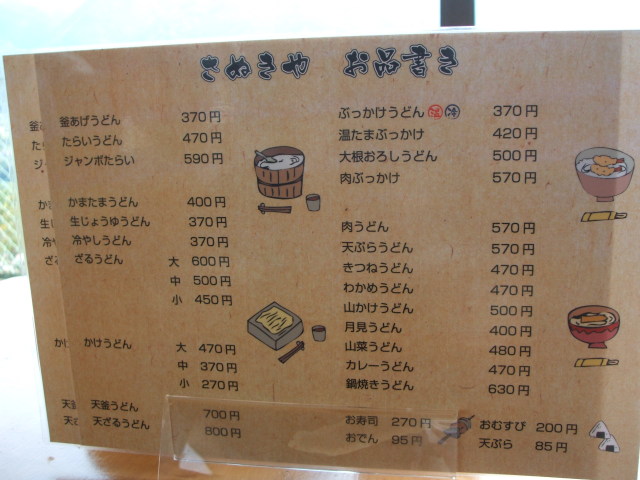 さぬきや お品書き
釜あげうどん 370円
たらいうどん 470円
ジャンボたらい 590円
かまたまうどん 400円
生じょうゆうどん 370円
冷やしうどん 370円
ざるうどん 大 600円
中 500円
小 450円
かけうどん 大 470円
中 370円
小 270円
天釜うどん 700円
天ざるうどん 800円
ぶっかけうどん 温 冷 370円
温たまぶっかけ 420円
大根おろしうどん 500円
肉ぶっかけ 570円
肉うどん 570円
天ぷらうどん 570円
きつねうどん 470円
わかめうどん 470円
山かけうどん 500円
月見うどん 400円
山菜うどん 480円
カレーうどん 470円
鍋焼きうどん 630円
お寿司 270円
おでん 95円
おむすび 200円
天ぷら 85円